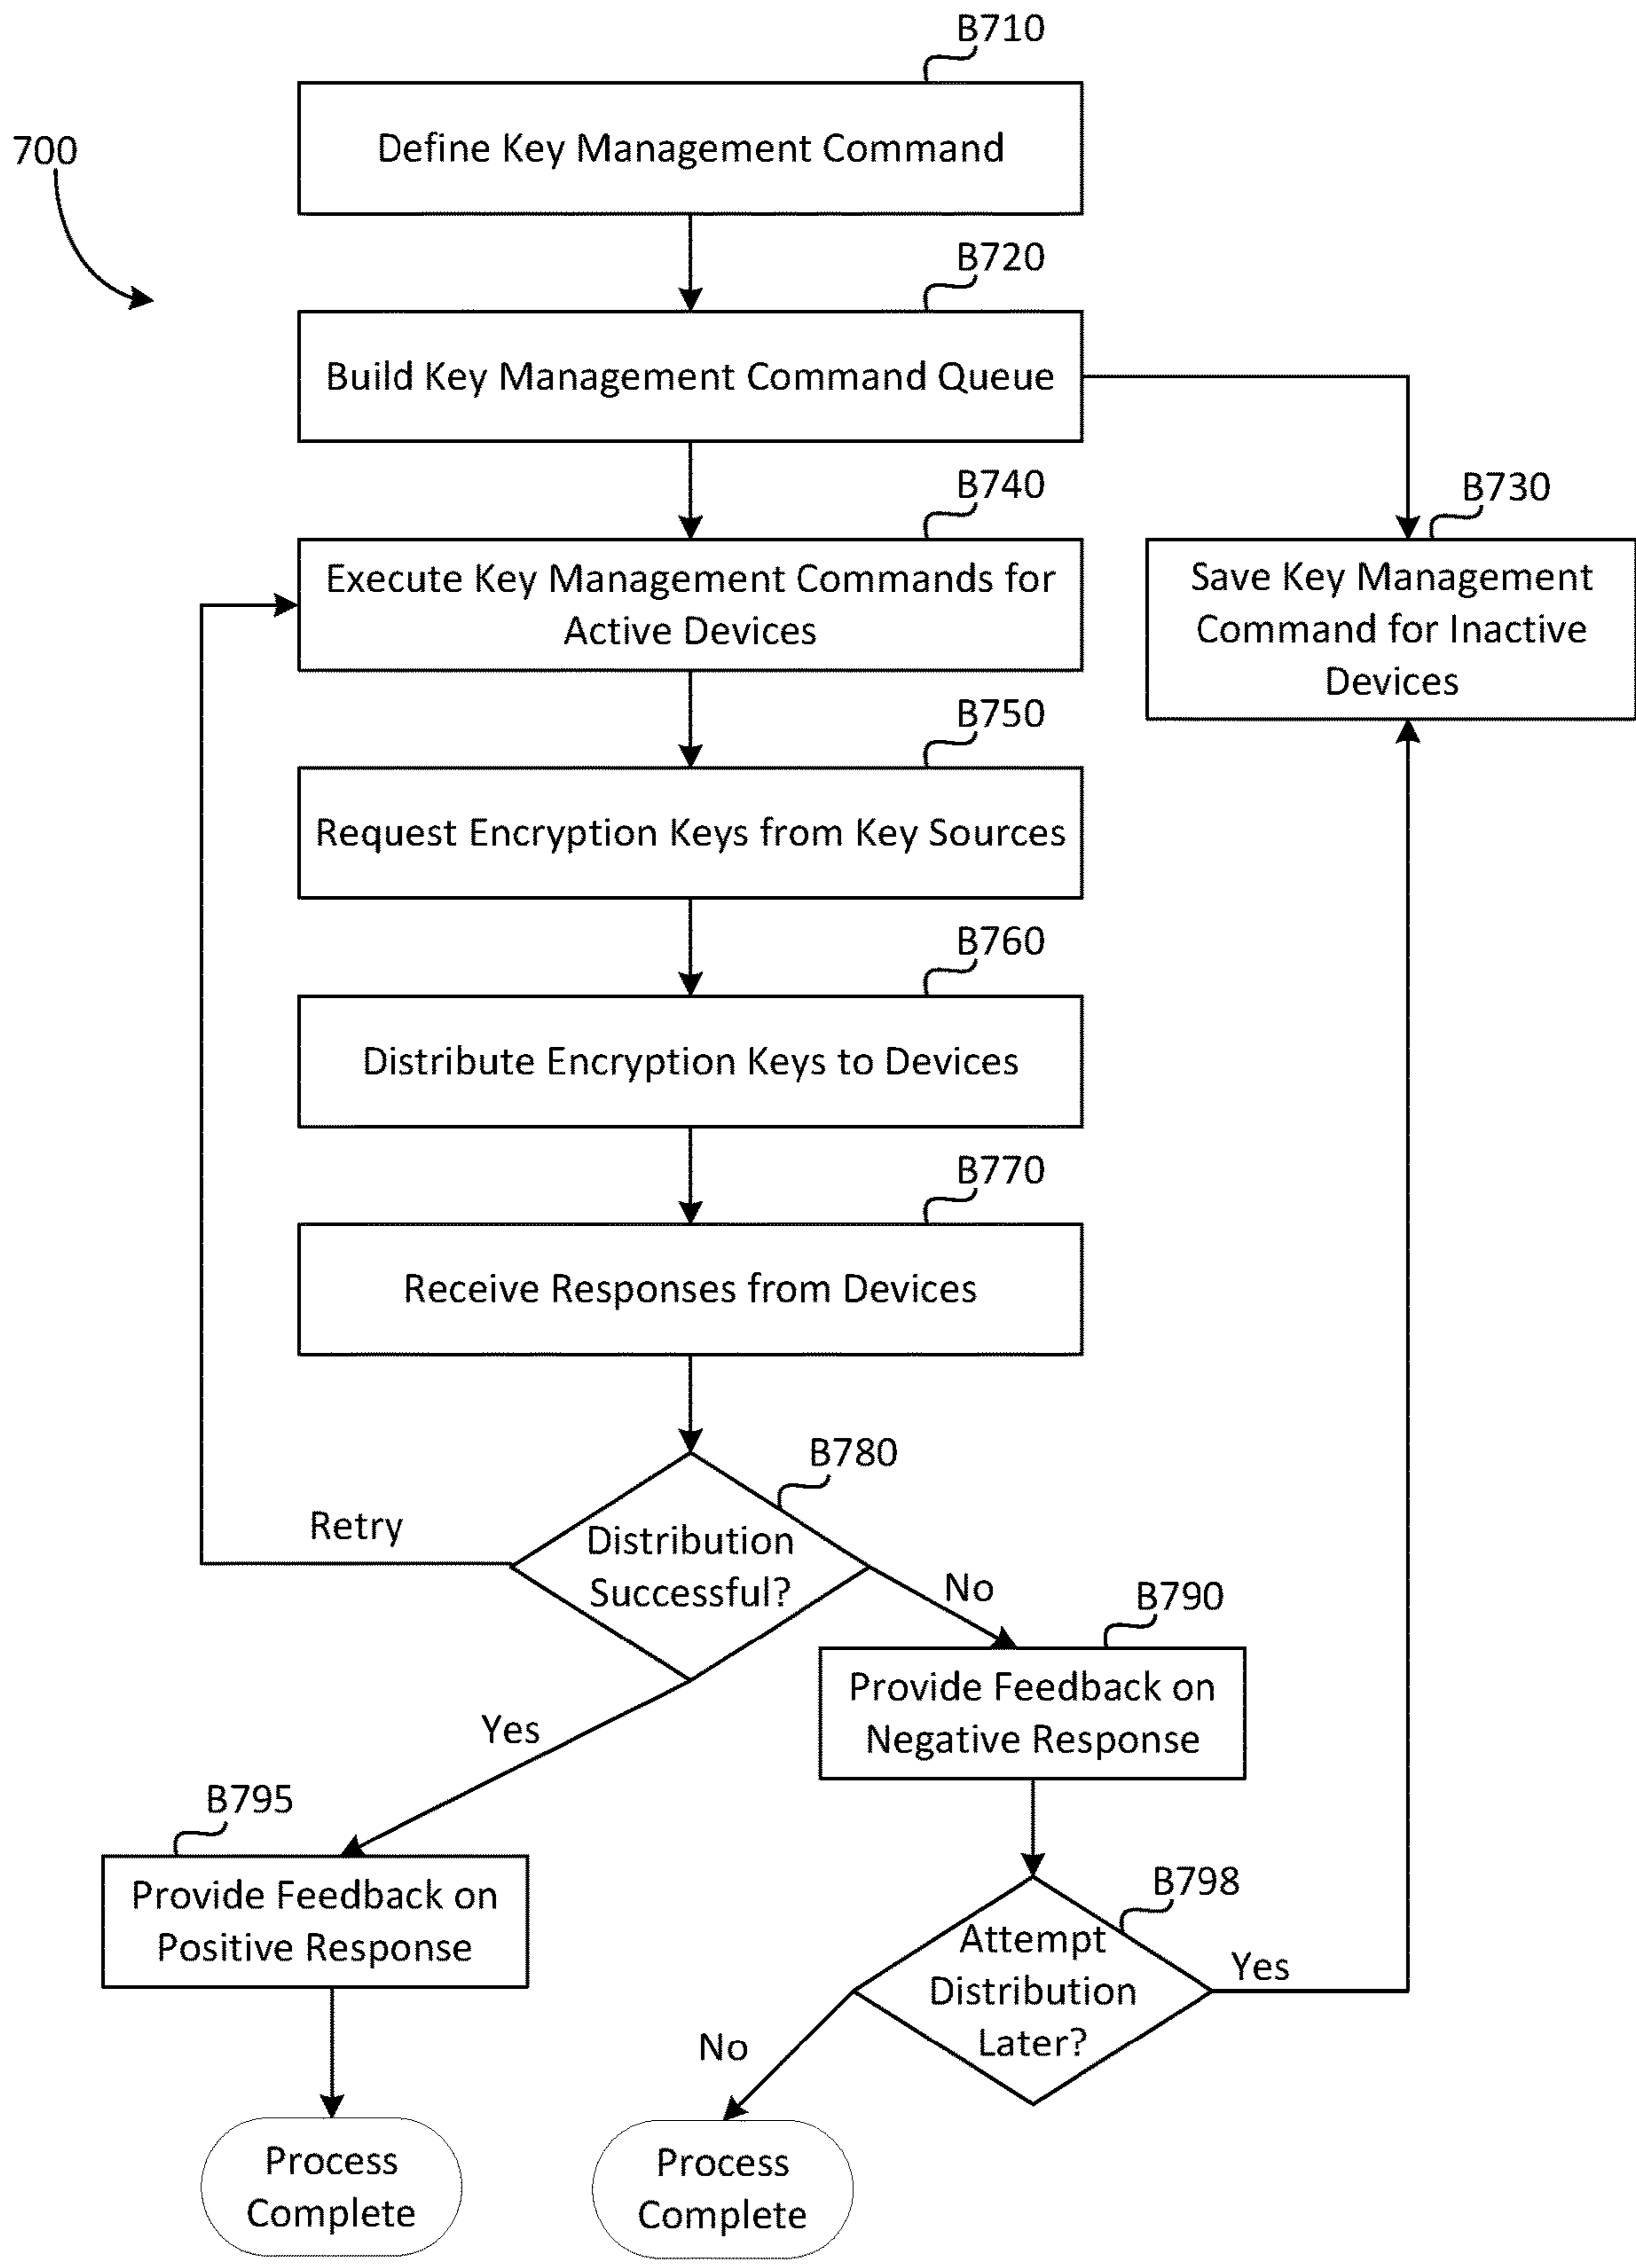 B710
Define Key Management Command
700
B720
Build Key Management Command Queue
B740
Execute Key Management Commands for
Active Devices
B730
Save Key Management
Command for Inactive
Devices
B750
Request Encryption Keys from Key Sources
B760
Distribute Encryption Keys to Devices
B770
Receive Responses from Devices
B780
Distribution
Successful?
Retry
No
B790
Provide Feedback on
Negative Response
Yes
B795
Provide Feedback on
Positive Response
B798
Attempt
Distribution
Later?
Yes
No
Process
Complete
Process
Complete